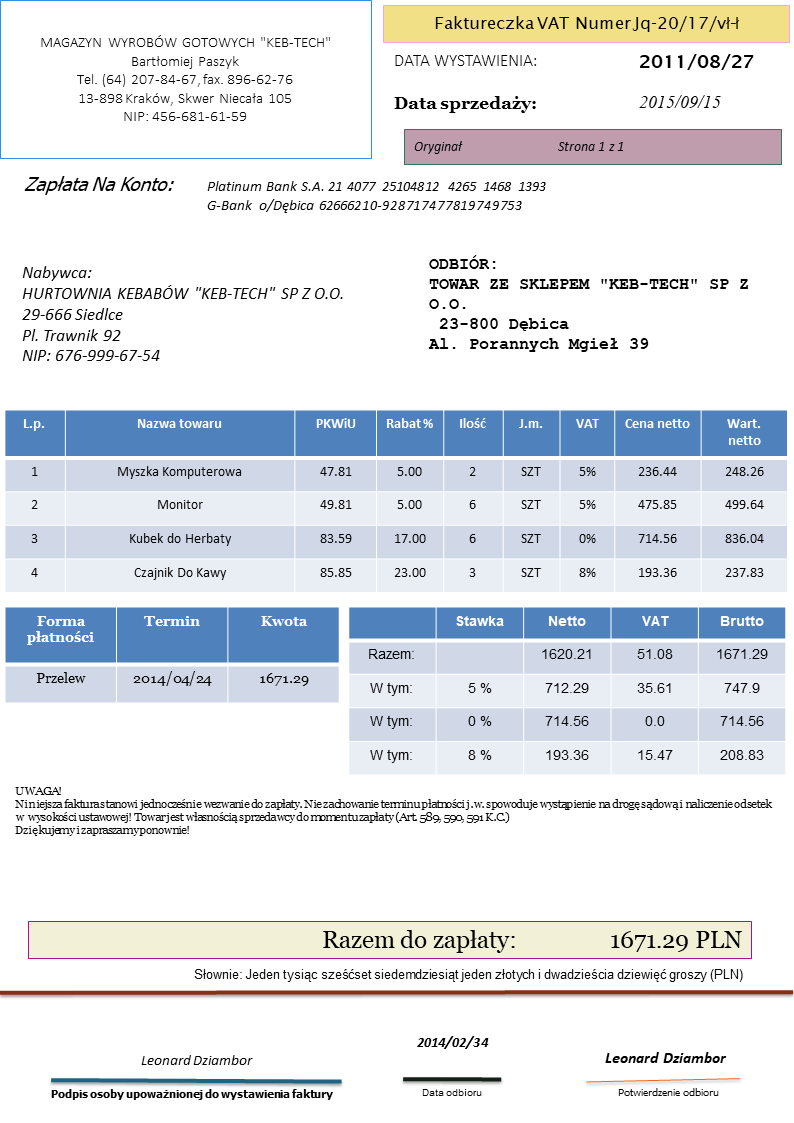 MAGAZYN WYROBÓW GOTOWYCH "KEB-TECH"
Bartłomiej Paszyk
Tel. (64) 207-84-67, fax. 896-62-76
13-898 Kraków, Skwer Niecała 105
NIP: 456-681-61-59
Faktureczka VAT Numer Jq-20/17/vł-ł
DATA WYSTAWIENIA: 2011/08/27
Data sprzedaży: 2015/09/15
Oryginał Strona 1 z 1
Zapłata Na Konto: Platinum Bank S.A. 21 4077 25104812 4265 1468 1393
G-Bank o/Dębica 62666210-928717477819749753
Nabywca:
HURTOWNIA KEBABÓW "KEB-TECH" SP Z O.O.
29-666 Siedlce
Pl. Trawnik 92
NIP: 676-999-67-54
ODBIÓR:
TOWAR ZE SKLEPEM "KEB-TECH" SP Z
O.O.
23-800 Dębica
Al. Porannych Mgieł 39
L.p. Nazwa towaru PKWiU Rabat % Ilość J.m. VAT Cena netto Wart. netto
1 Myszka Komputerowa 47.81 5.00 2 SZT 5% 236.44 248.26
2 Monitor 49.81 5.00 6 SZT 5% 475.85 499.64
3 Kubek do Herbaty 83.59 17.00 6 SZT 0% 714.56 836.04
4 Czajnik Do Kawy 85.85 23.00 3 SZT 8% 193.36 237.83
Forma płatności Termin Kwota
Przelew 2014/04/24 1671.29
Stawka Netto VAT Brutto
Razem: 1620.21 51.08 1671.29
W tym: 5 % 712.29 35.61 747.9
W tym: 0 % 714.56 0.0 714.56
W tym: 8 % 193.36 15.47 208.83
UWAGA!
Niniejsza faktura stanowi jednocześnie wezwanie do zapłaty. Nie zachowanie terminu płatności j.w. spowoduje wystąpienie na drogę sądową i naliczenie odsetek
w wysokości ustawowej! Towar jest własnością sprzedawcy do momentu zapłaty (Art. 589, 590, 591 K.C.)
Dziękujemy i zapraszamy ponownie!
Razem do zapłaty: 1671.29 PLN
Słownie: Jeden tysiąc sześćset siedemdziesiąt jeden złotych i dwadzieścia dziewięć groszy (PLN)
Leonard Dziambor
Podpis osoby upoważnionej do wystawienia faktury
2014/02/34
Data odbioru
Leonard Dziambor
Potwierdzenie odbioru